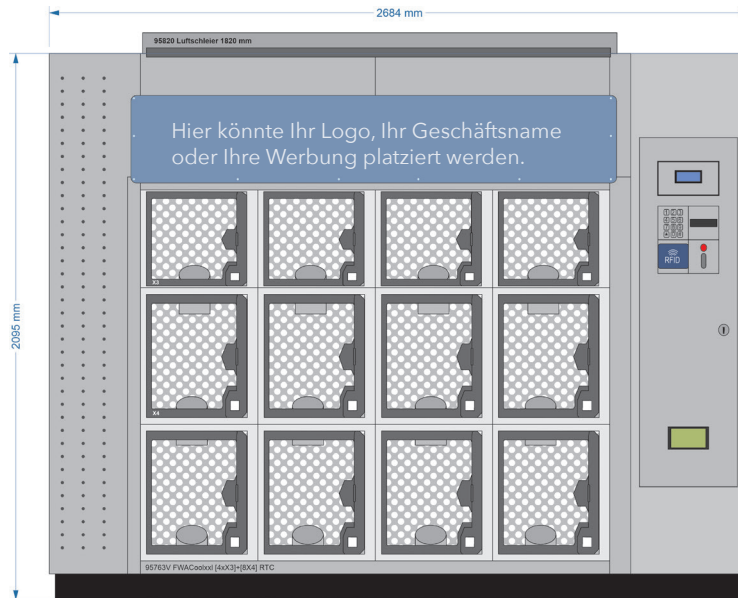 2684 mm
95820 Luftschleier 1820 mm
Hier könnte Ihr Logo, Ihr Geschäftsname
oder Ihre Werbung platziert werden.
RFID
X3
2095 mm
X4
95763V FWACoolxxl [4xX3]+[8X4] RTC